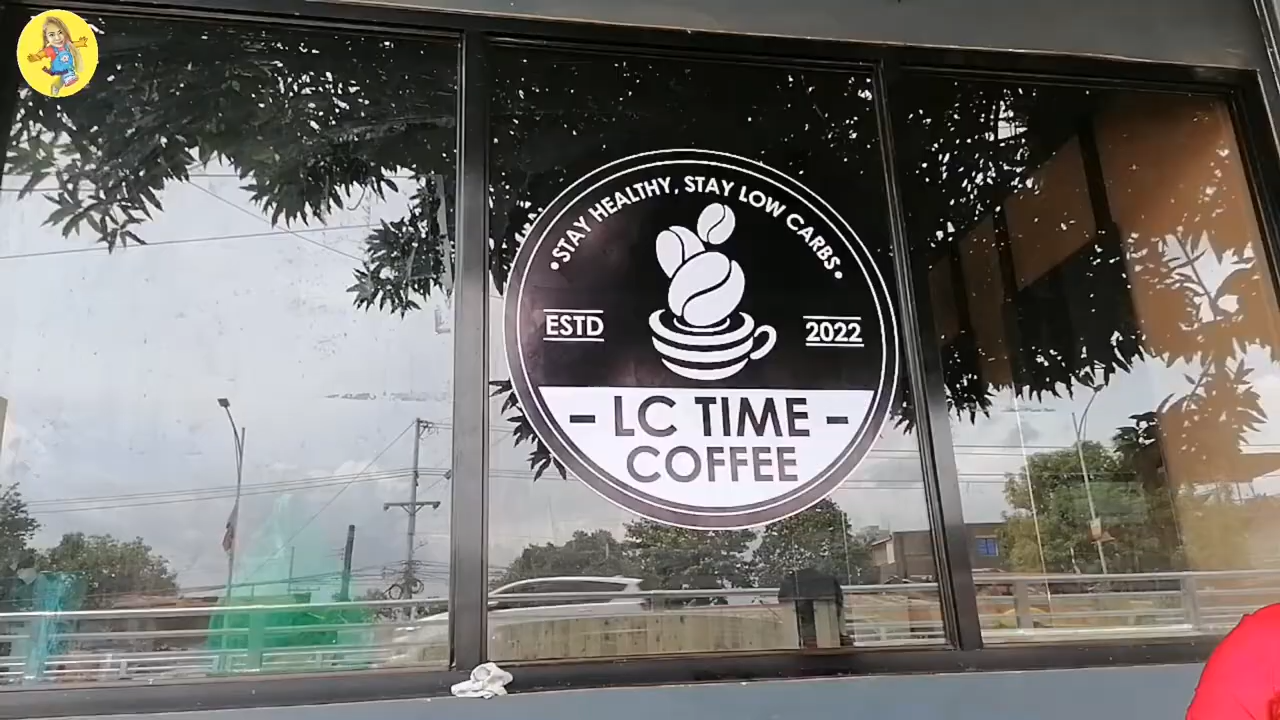 • STAY HEALTHY, STAY LOW CARBS •
ESTD
2022
- LC TIME -
COFFEE